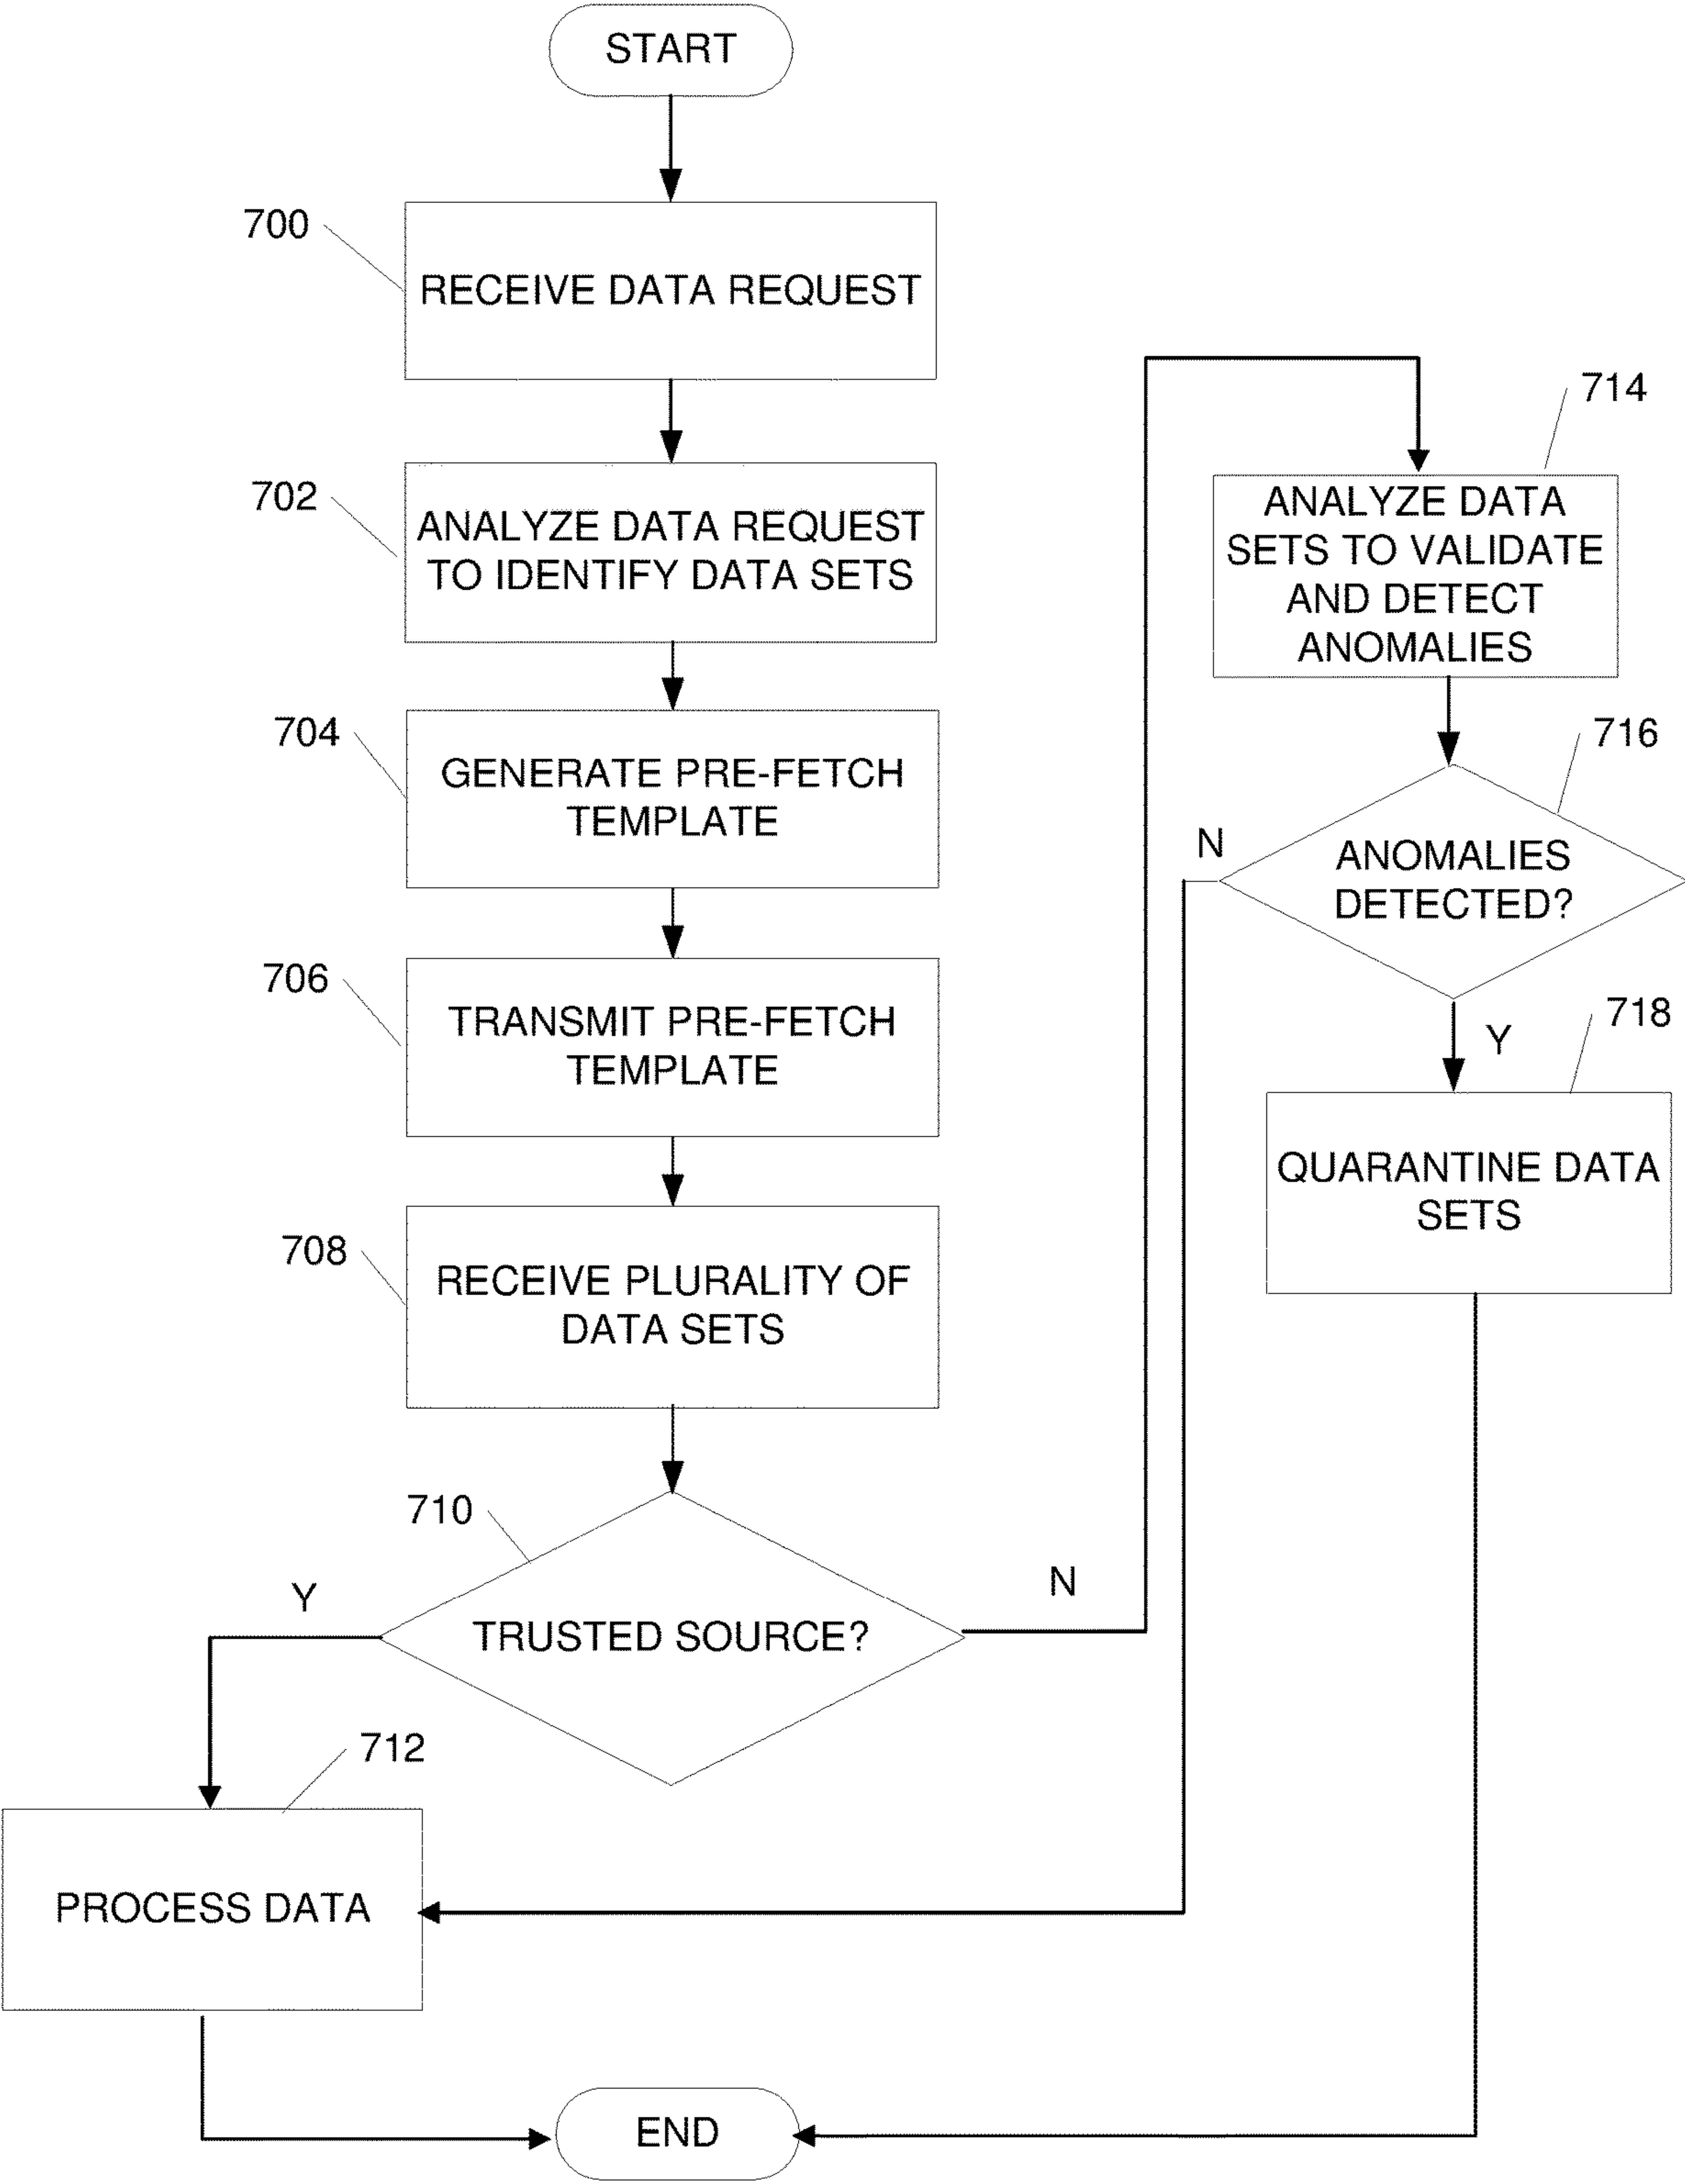 START
700
RECEIVE DATA REQUEST
702
ANALYZE DATA REQUEST
TO IDENTIFY DATA SETS
704
GENERATE PRE-FETCH
TEMPLATE
706
TRANSMIT PRE-FETCH
TEMPLATE
708
RECEIVE PLURALITY OF
DATA SETS
710
TRUSTED SOURCE?
Y
N
712
PROCESS DATA
714
ANALYZE DATA
SETS TO VALIDATE
AND DETECT
ANOMALIES
716
ANOMALIES
DETECTED?
N
Y
718
QUARANTINE DATA
SETS
END